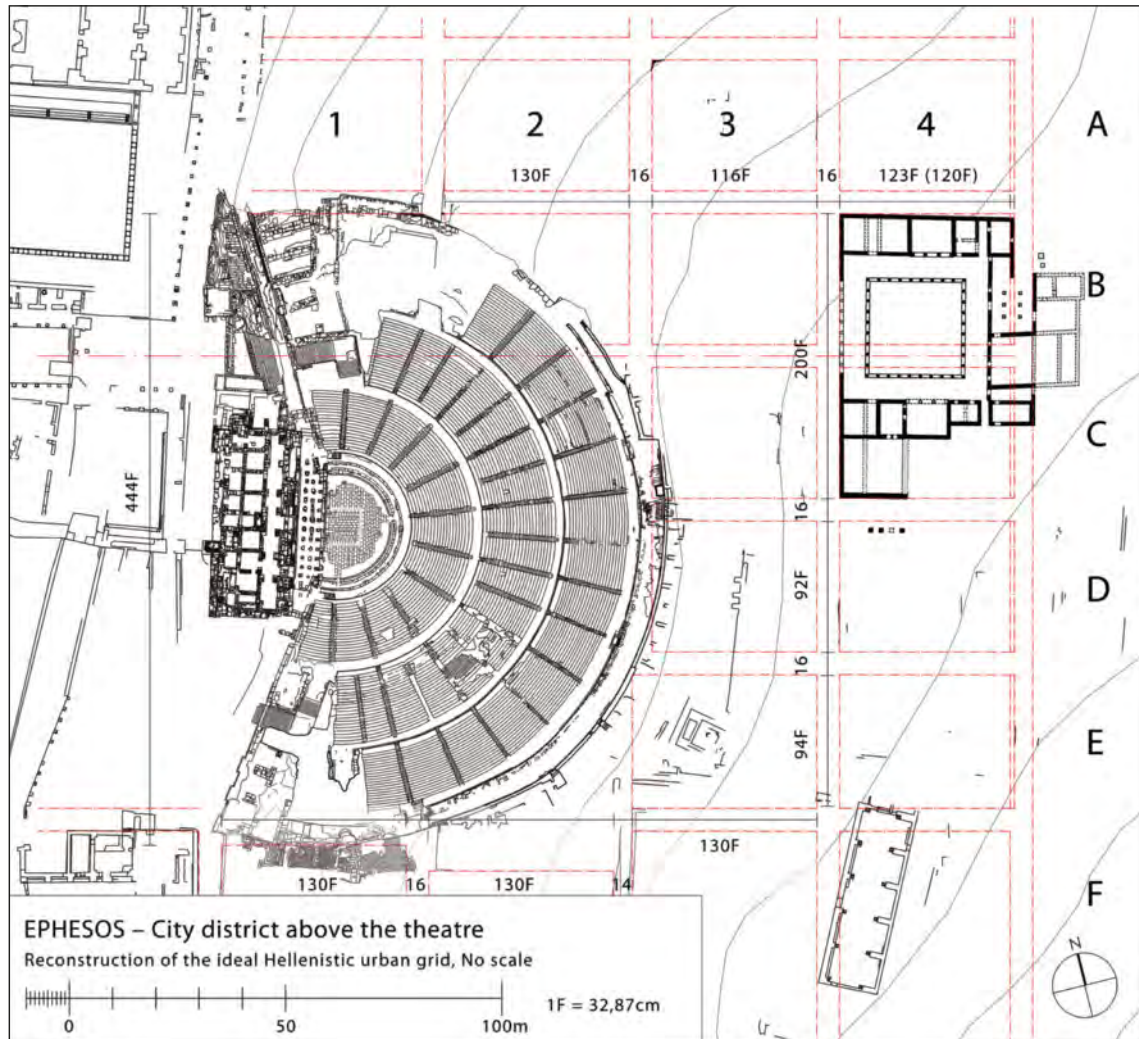 1 2 3 4 A
130F 16 116F 16 123F (120F)
B
200F
C
444F
16
92F D
16
94F E
130F
130F 16 130F 14
F
EPHESOS – City district above the theatre
Reconstruction of the ideal Hellenistic urban grid, No scale
1F = 32,87cm
0 50 100m
N